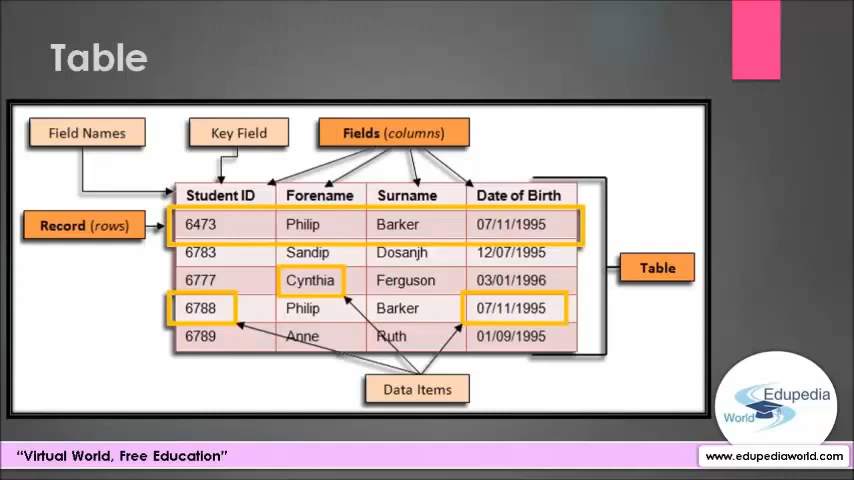 Table
Field Names
Key Field
Fields (columns)
Student ID Forename Surname Date of Birth
Record (rows)
6473 Philip Barker 07/11/1995
6783 Sandip Dosanjh 12/07/1995
Table
6777 Cynthia Ferguson 03/01/1996
6788 Philip Barker 07/11/1995
6789 Anne Ruth 01/09/1995
Data Items
Edupedia
World
“Virtual World, Free Education”
www.edupediaworld.com